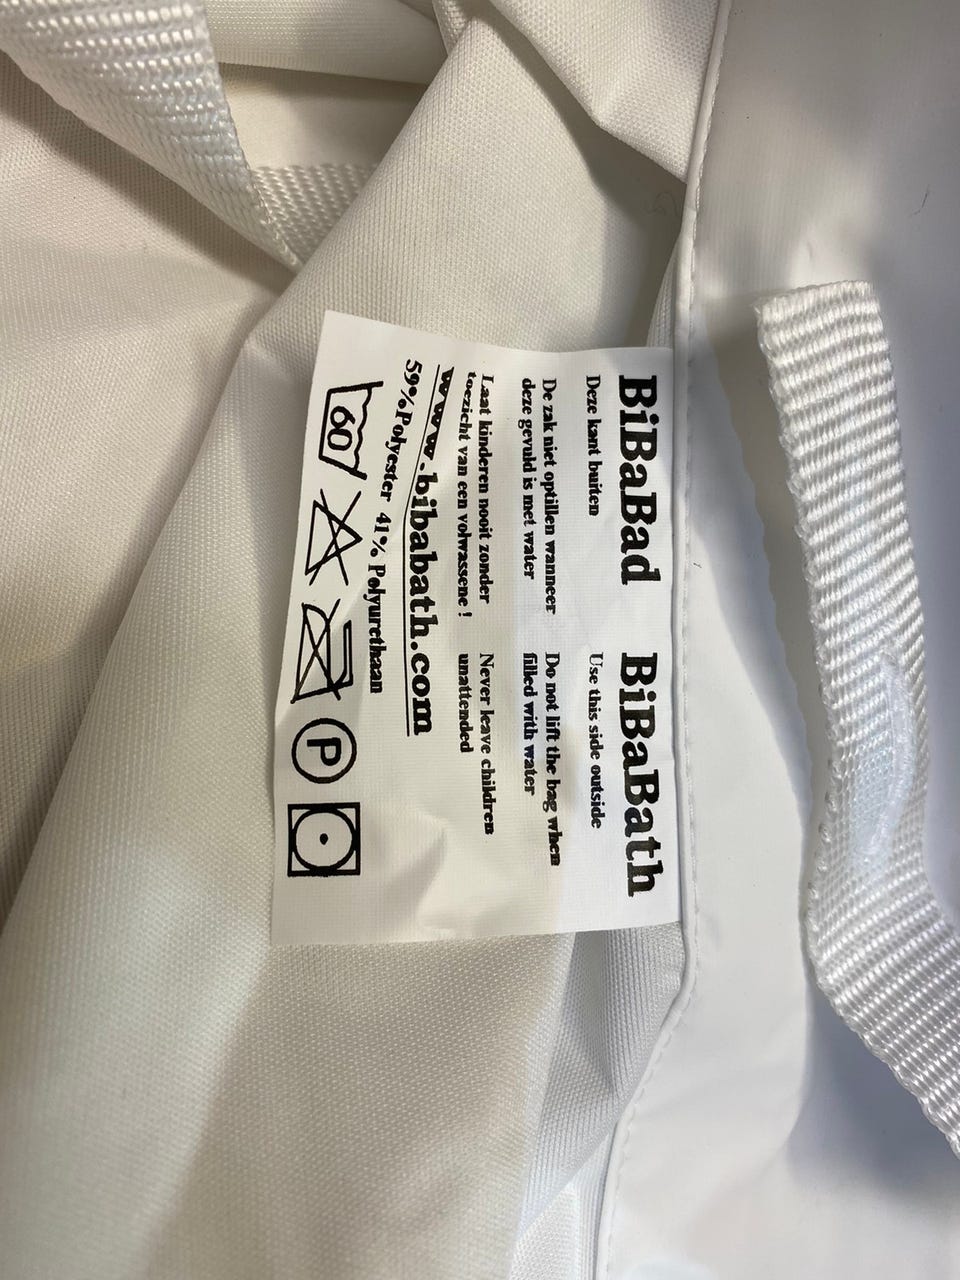 BiBaBad
Deze kant buiten
De zak niet optillen wanneer
deze gevuld is met water
Laat kinderen nooit zonder
toezicht van een volwassene !
BiBaBath
Use this side outside
Do not lift the bag when
filled with water
Never leave children
unattended
www.bibabath.com
59%Polyester 41% Polyurethaan
60
P